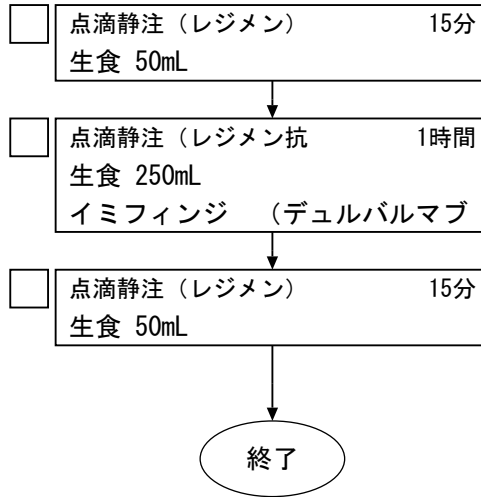 点滴静注（レジメン） 15分
生食 50mL
点滴静注（レジメン抗 1時間
生食 250mL
イミフィンジ （デュルバルマブ
点滴静注（レジメン） 15分
生食 50mL
終了